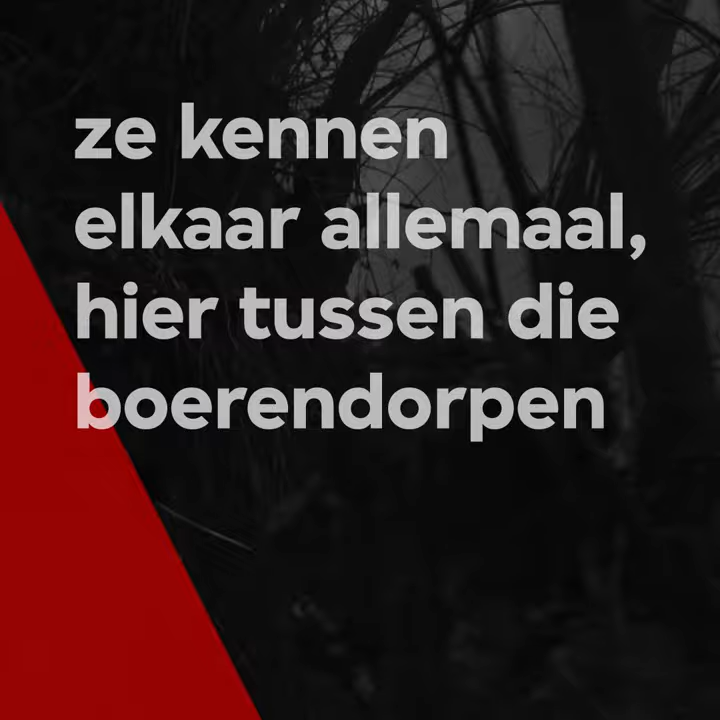 ze kennen
elkaar allemaal,
hier tussen die
boerendorpen